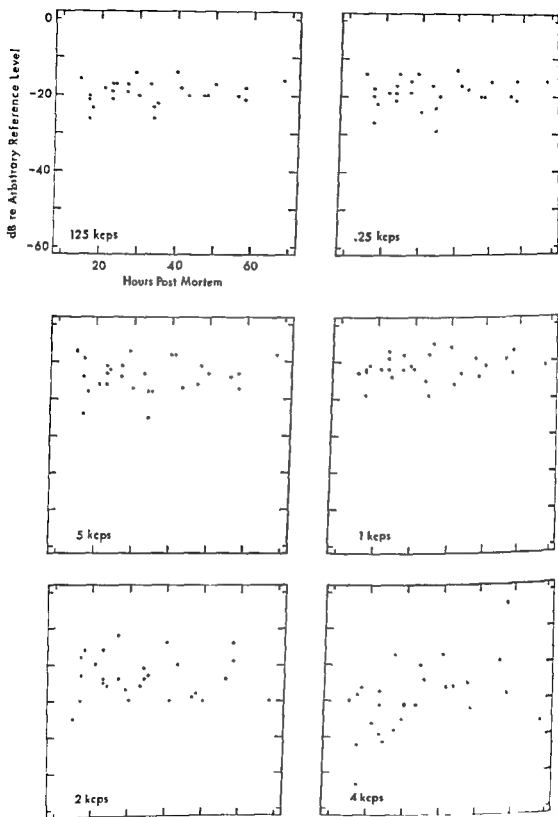 0
-20
-40
-60
dB re Arbitrary Reference Level
125 kcps
.25 kcps
20 40 60
Hours Post Mortem
5 kcps
1 kcps
2 kcps
4 kcps